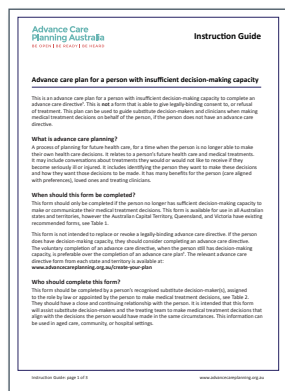 Advance Care
Planning Australia
BE OPEN | BE READY | BE HEARD
Instruction Guide
Advance care plan for a person with insufficient decision-making capacity
This is an advance care plan for a person with insufficient decision-making capacity to complete an
advance care directive¹. This is not a form that is able to give legally-binding consent to, or refusal
of treatment. This plan can be used to guide substitute decision-makers and clinicians when making
medical treatment decisions on behalf of the person, if the person does not have an advance care
directive.
What is advance care planning?
A process of planning for future health care, for a time when the person is no longer able to make
their own health care decisions. It relates to a person's future health care and medical treatments.
It may include conversations about treatments they would or would not like to receive if they
become seriously ill or injured. It includes identifying the person they want to make these decisions
and how they want those decisions to be made. It has many benefits for the person (care aligned
with preferences), loved ones and treating clinicians.
When should this form be completed?
This form should only be completed if the person no longer has sufficient decision-making capacity to
make or communicate their medical treatment decisions. This form is available for use in all Australian
states and territories, however the Australian Capital Territory, Queensland, and Victoria have existing
recommended forms, see Table 1.
This form is not intended to replace or revoke a legally-binding advance care directive. If the person
does have decision-making capacity, they should consider completing an advance care directive.
The voluntary completion of an advance care directive, when the person still has decision-making
capacity, is preferable over the completion of an advance care plan¹. The relevant advance care
directive form from each state and territory is available at:
www.advancecareplanning.org.au/create-your-plan
Who should complete this form?
This form should be completed by a person's recognised substitute decision-maker(s), assigned
to the role by law or appointed by the person to make medical treatment decisions, see Table 2.
They should have a close and continuing relationship with the person. It is intended that this form
will assist substitute decision-makers and the treating team to make medical treatment decisions that
align with the decisions the person would have made in the same circumstances. This information can
be used in aged care, community, or hospital settings.
Instruction Guide: page 1 of 3
www.advancecareplanning.org.au